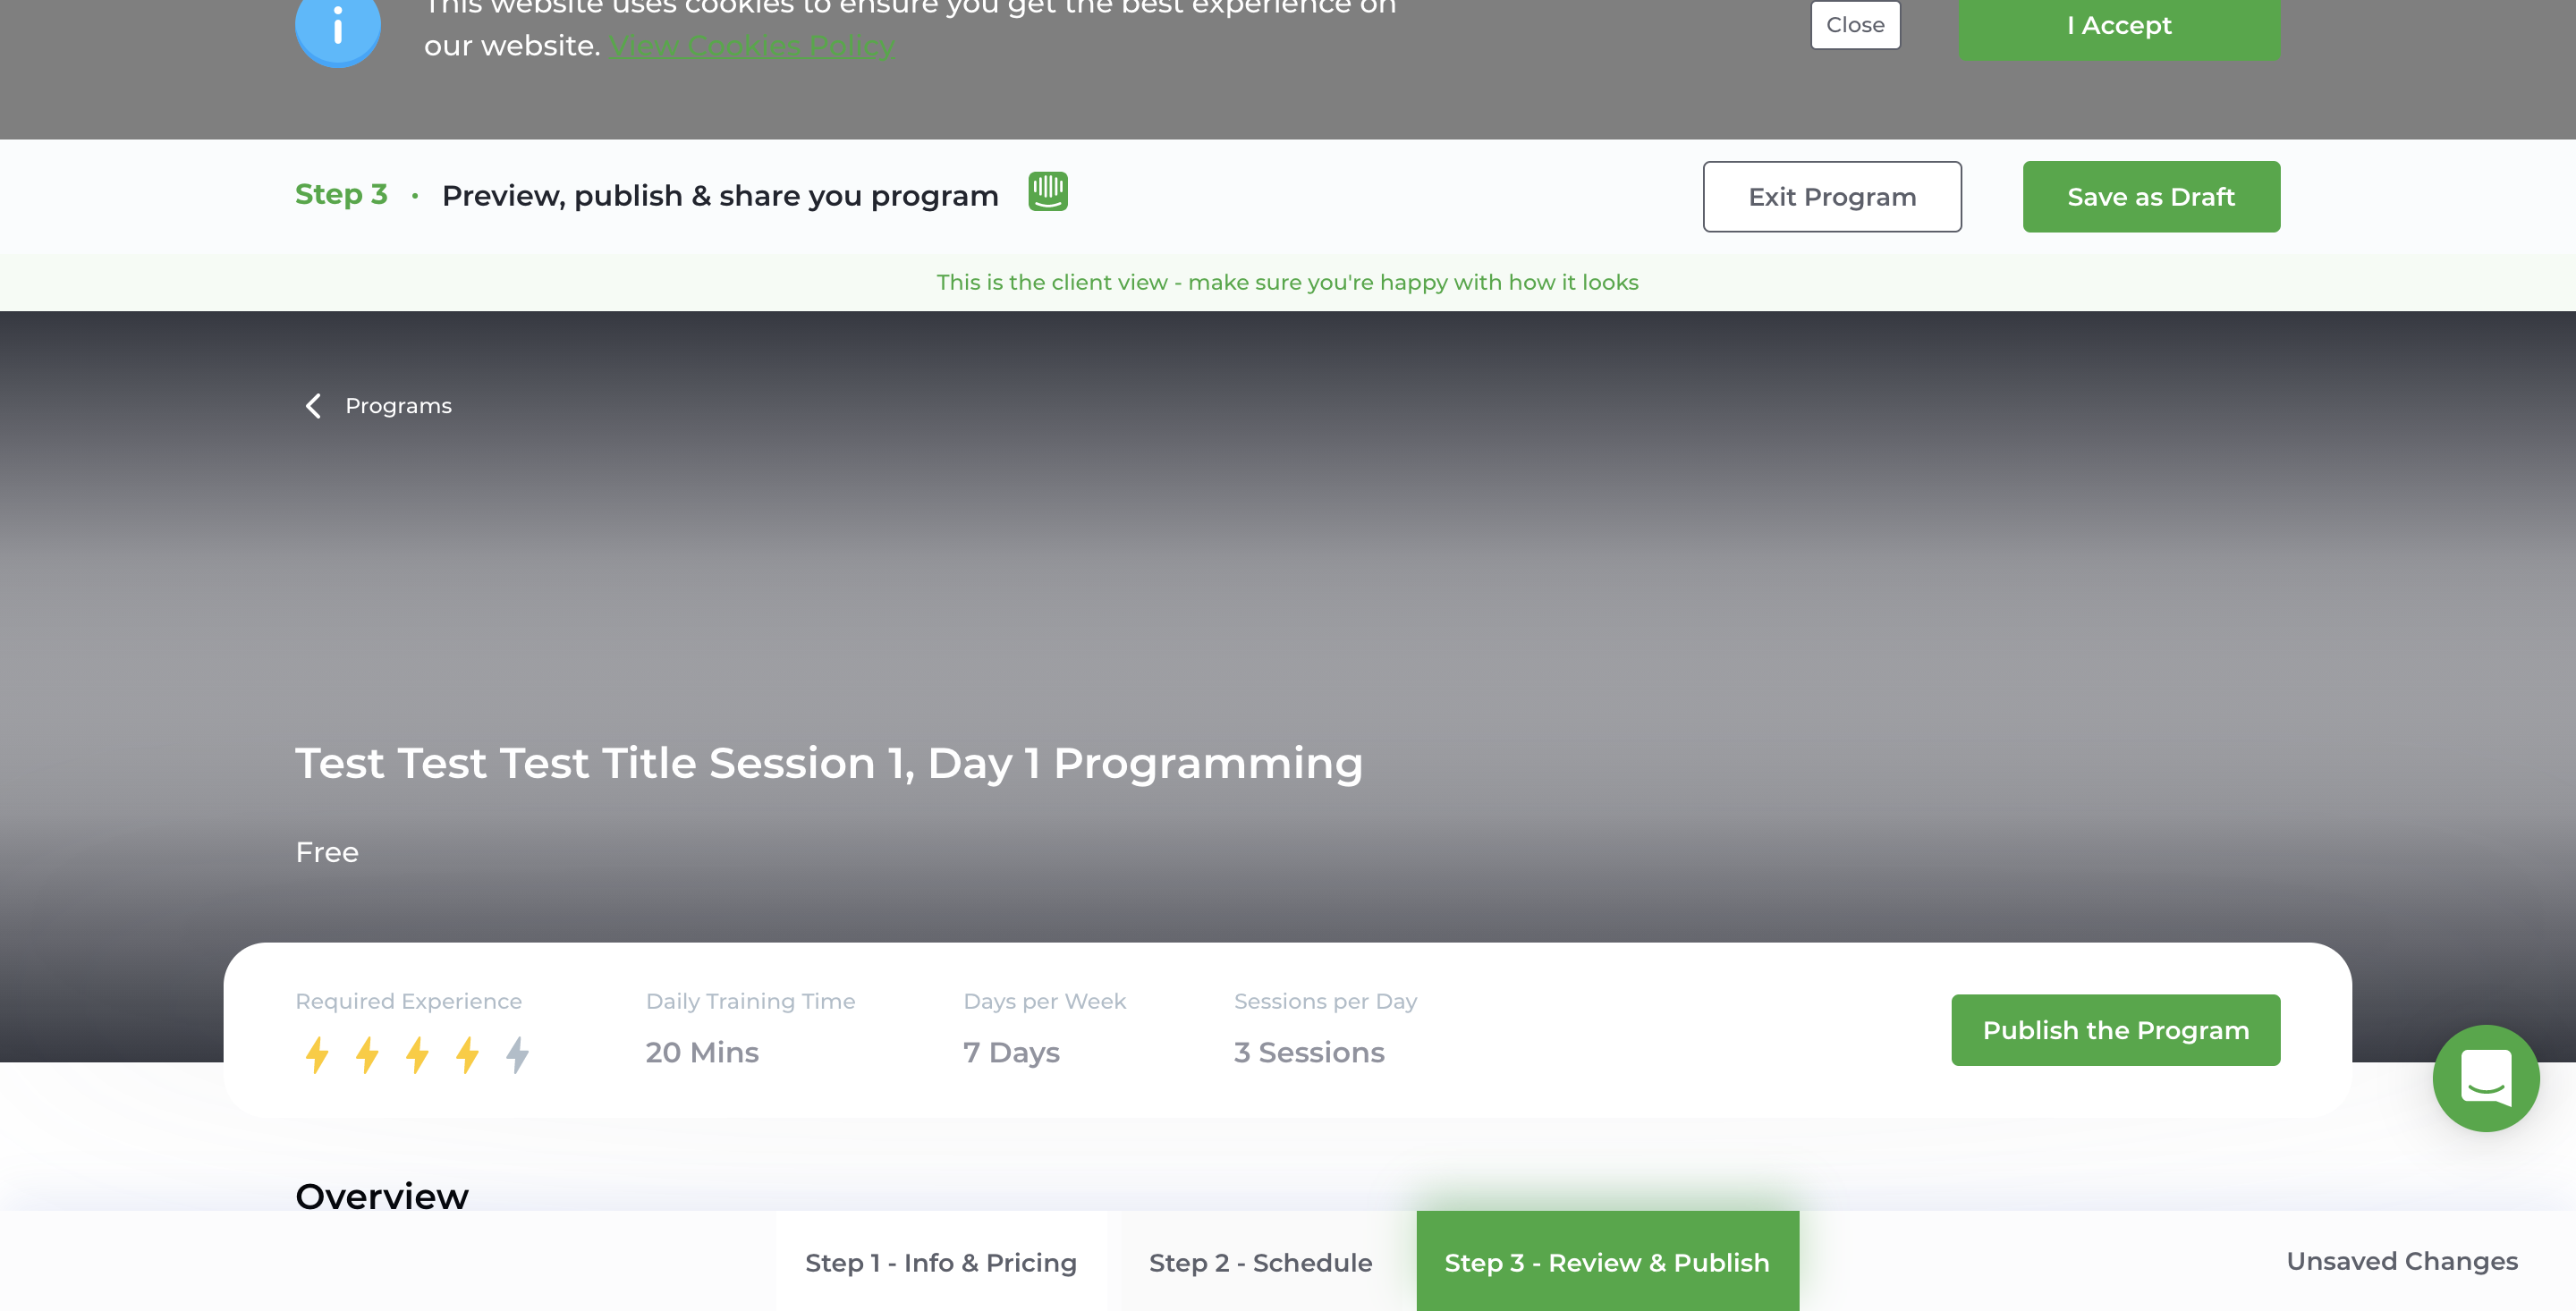 This website uses cookies to ensure you get the best experience on
our website. View Cookies Policy
Close
I Accept
Step 3 · Preview, publish & share you program
Exit Program
Save as Draft
This is the client view - make sure you're happy with how it looks
Programs
Test Test Test Title Session 1, Day 1 Programming
Free
Required Experience
Daily Training Time
20 Mins
Days per Week
7 Days
Sessions per Day
3 Sessions
Publish the Program
Overview
Step 1 - Info & Pricing
Step 2 - Schedule
Step 3 - Review & Publish
Unsaved Changes